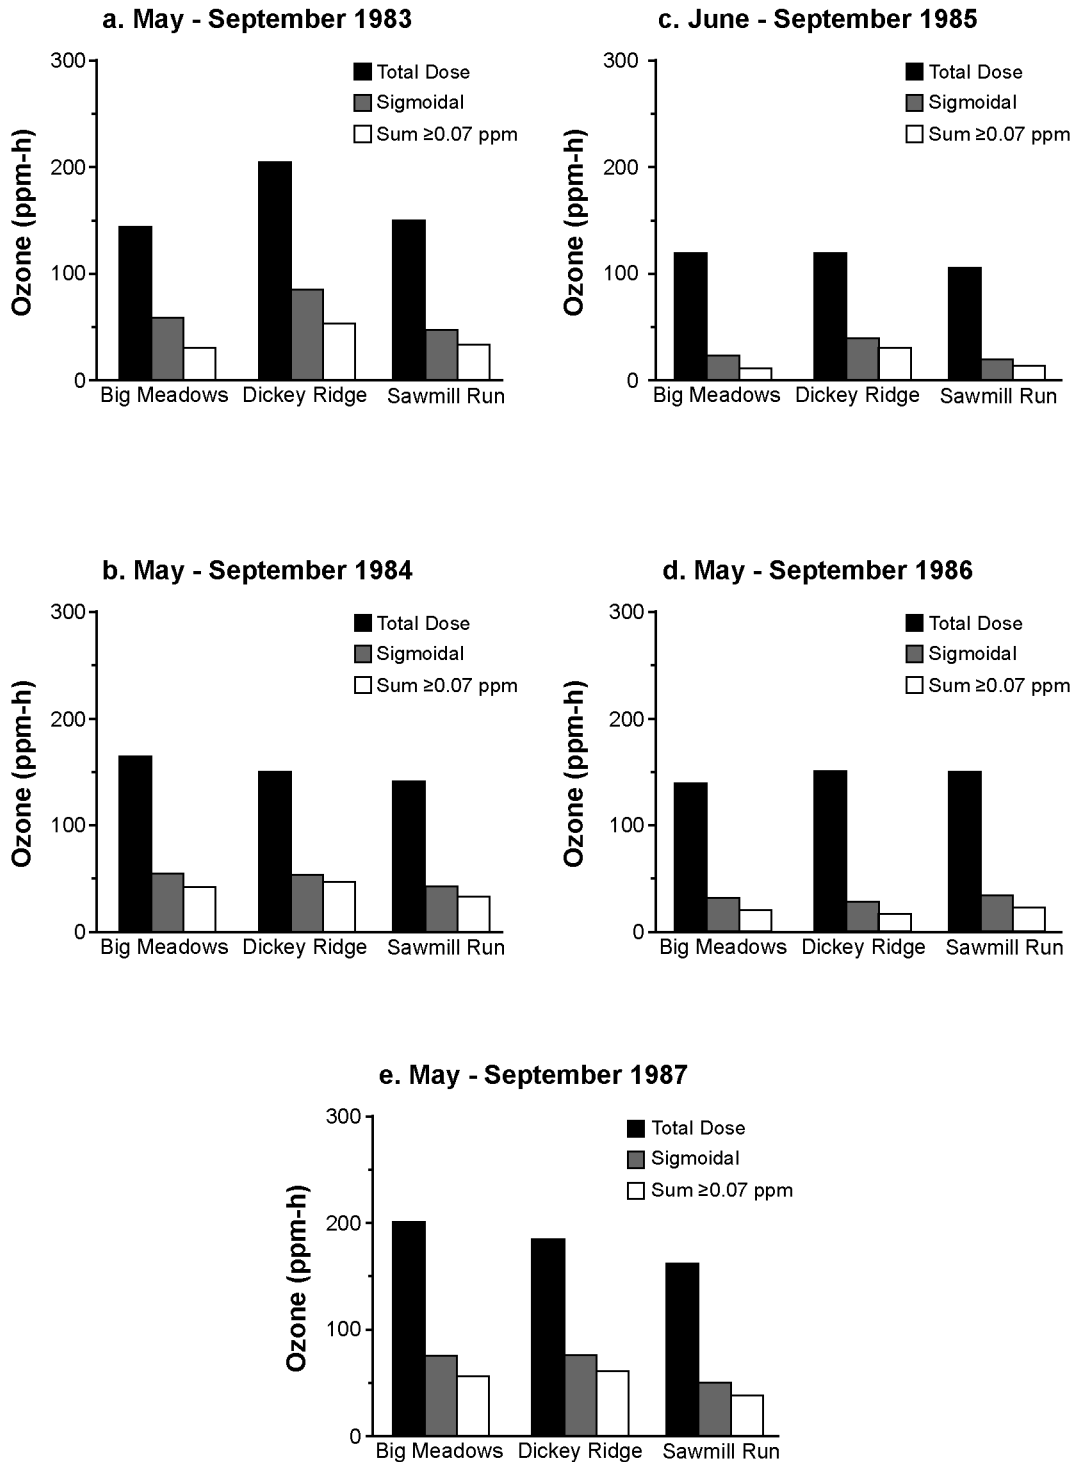 a. May - September 1983
300
200
100
0
Ozone (ppm-h)
Total Dose
Sigmoidal
Sum ≥0.07 ppm
Big Meadows Dickey Ridge Sawmill Run
c. June - September 1985
300
200
100
0
Ozone (ppm-h)
Total Dose
Sigmoidal
Sum ≥0.07 ppm
Big Meadows Dickey Ridge Sawmill Run
b. May - September 1984
300
200
100
0
Ozone (ppm-h)
Total Dose
Sigmoidal
Sum ≥0.07 ppm
Big Meadows Dickey Ridge Sawmill Run
d. May - September 1986
300
200
100
0
Ozone (ppm-h)
Total Dose
Sigmoidal
Sum ≥0.07 ppm
Big Meadows Dickey Ridge Sawmill Run
e. May - September 1987
300
200
100
0
Ozone (ppm-h)
Total Dose
Sigmoidal
Sum ≥0.07 ppm
Big Meadows Dickey Ridge Sawmill Run